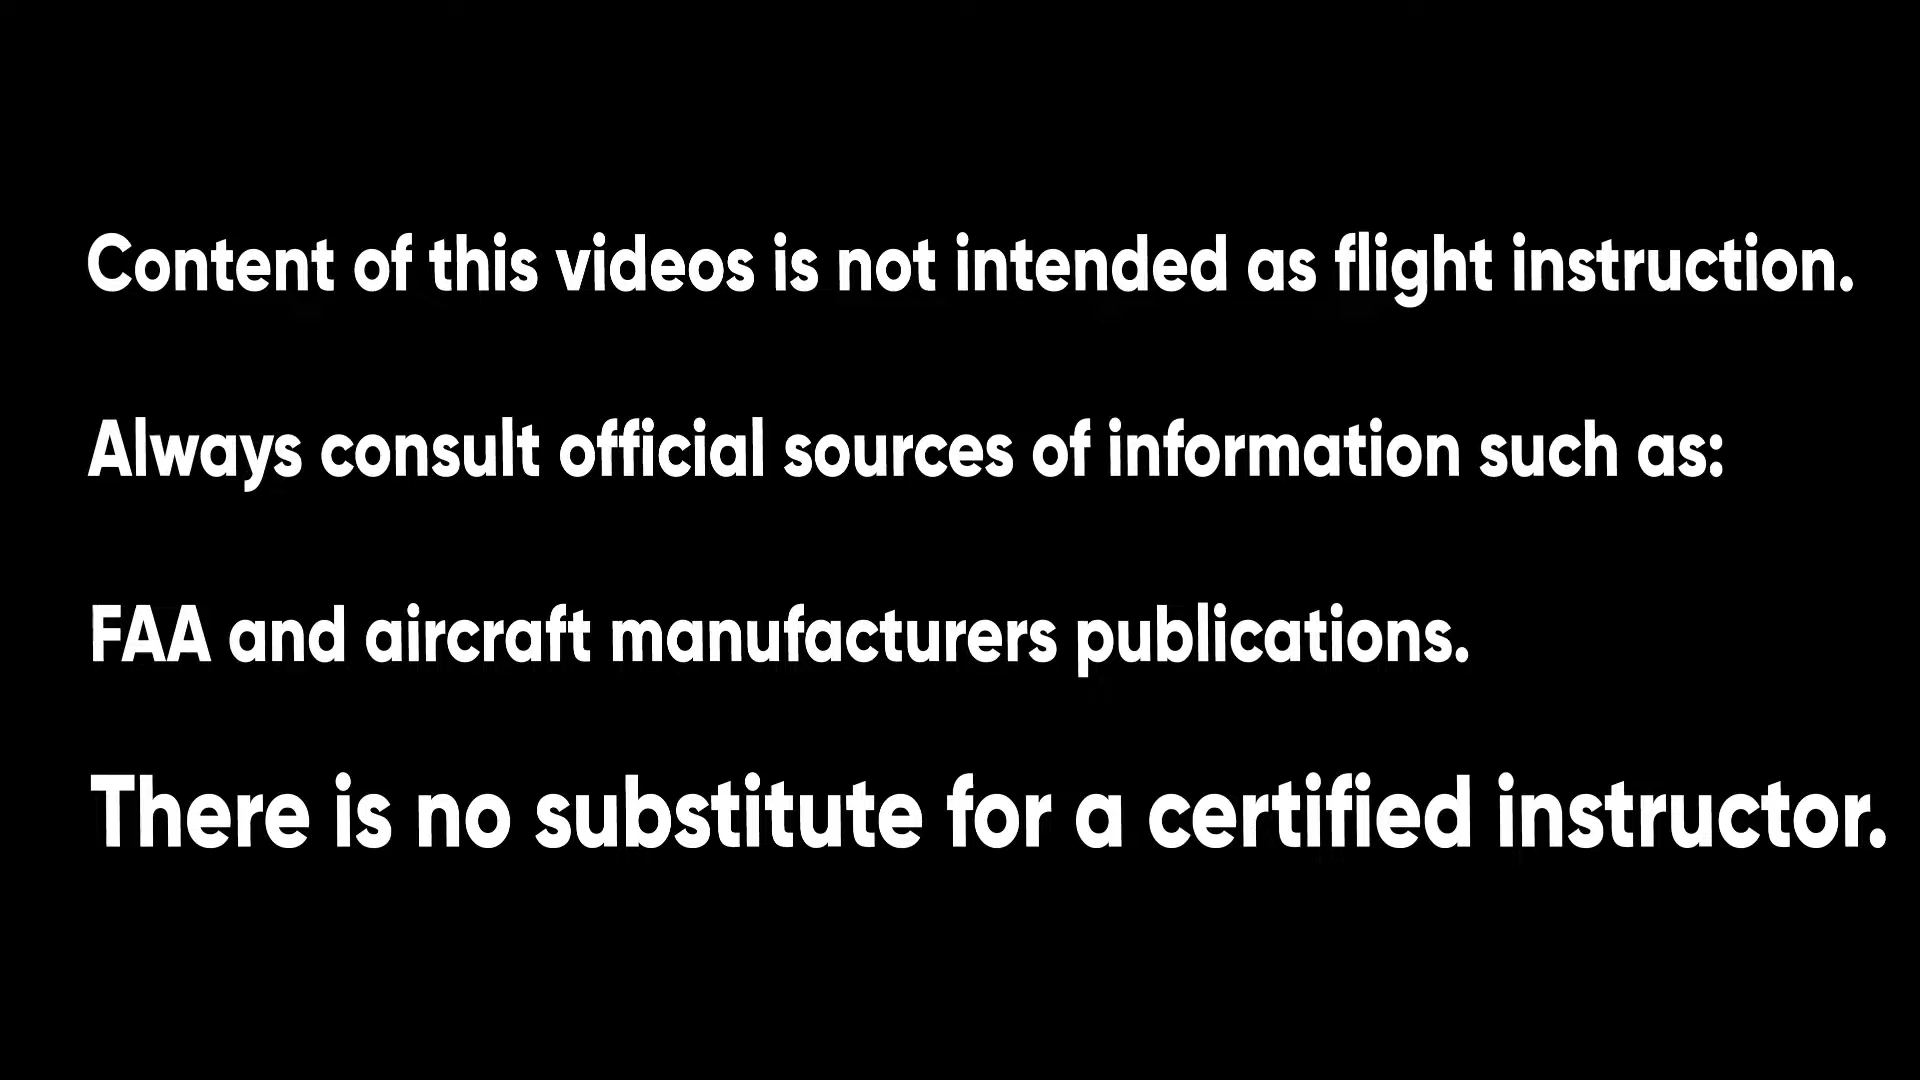 Content of this videos is not intended as flight instruction.
Always consult official sources of information such as:
FAA and aircraft manufacturers publications.
There is no substitute for a certified instructor.